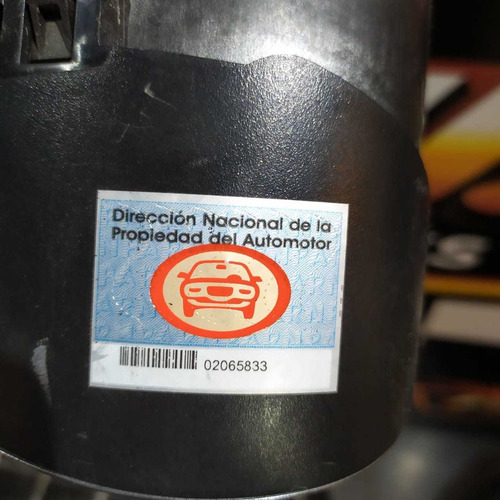 Dirección Nacional de la
Propiedad del Automotor
02065833